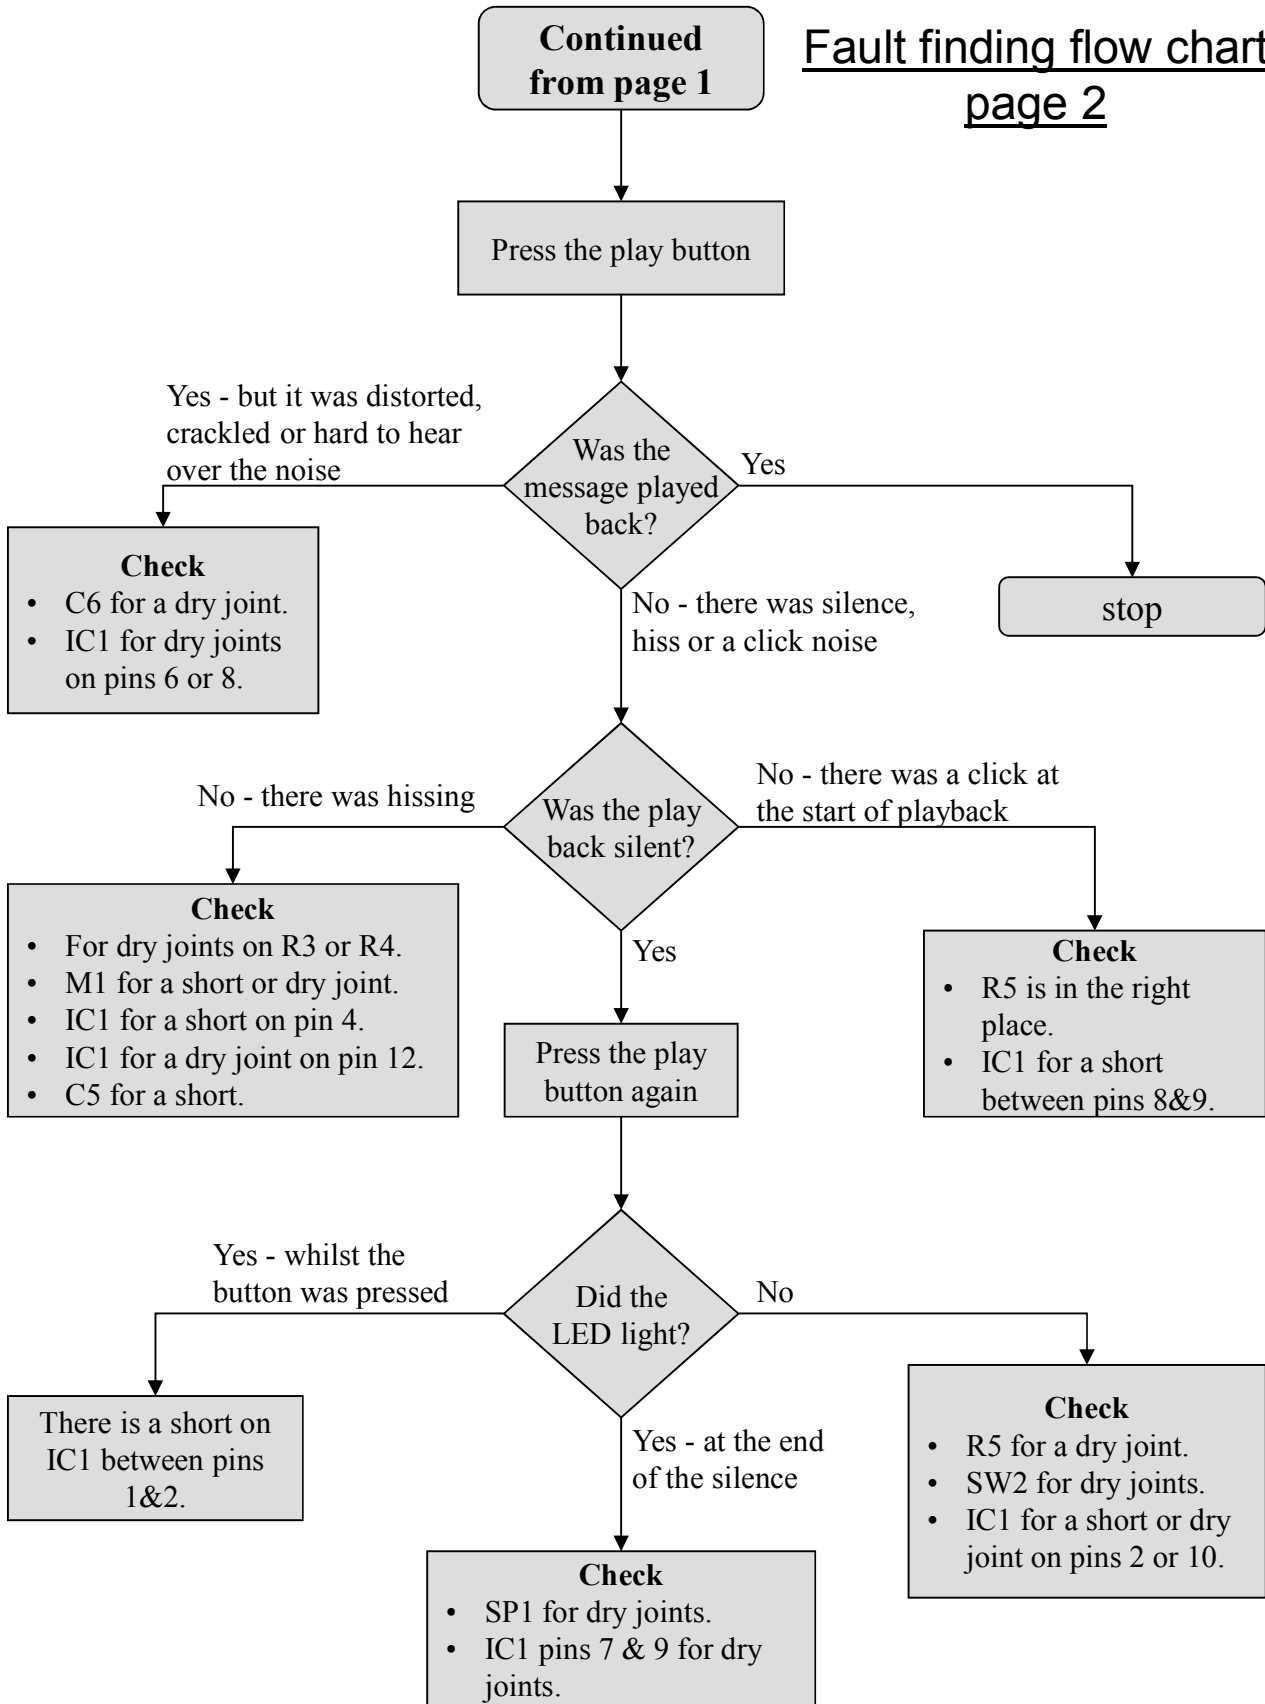 Continued
from page 1
Fault finding flow chart
page 2
Press the play button
Yes - but it was distorted,
crackled or hard to hear
over the noise
Was the
message played
back?
Yes
Check
• C6 for a dry joint.
• IC1 for dry joints
on pins 6 or 8.
No - there was silence,
hiss or a click noise
stop
No - there was hissing
Was the play
back silent?
No - there was a click at
the start of playback
Check
• For dry joints on R3 or R4.
• M1 for a short or dry joint.
• IC1 for a short on pin 4.
• IC1 for a dry joint on pin 12.
• C5 for a short.
Yes
Check
• R5 is in the right
place.
• IC1 for a short
between pins 8&9.
Press the play
button again
Yes - whilst the
button was pressed
Did the
LED light?
No
There is a short on
IC1 between pins
1&2.
Yes - at the end
of the silence
Check
• R5 for a dry joint.
• SW2 for dry joints.
• IC1 for a short or dry
joint on pins 2 or 10.
Check
• SP1 for dry joints.
• IC1 pins 7 & 9 for dry
joints.